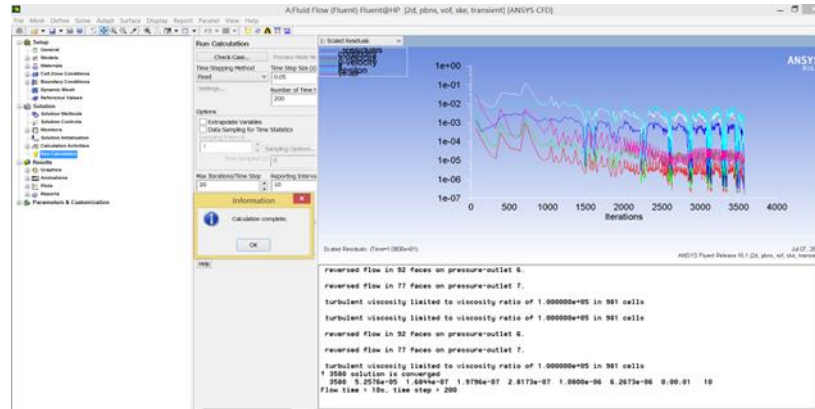 A:Fluid Flow (Fluent) Fluent@HP [2d, pbns, vof, ske, transient] [ANSYS CFD]
File Mesh Define Solve Adapt Surface Display Report Parallel View Help
Setup
General
Models
Materials
Cell Zone Conditions
Boundary Conditions
Dynamic Mesh
Reference Values
Solution
Solution Methods
Solution Controls
Monitors
Solution Initialization
Calculation Activities
Run Calculation
Results
Graphics
Animations
Plots
Reports
Parameters & Customization
Run Calculation
Check Case...
Preview Mesh
Time Stepping Method
Time Step Size (s)
Fixed
0.05
Settings...
Number of Time
200
Options
Extrapolate Variables
Data Sampling for Time Statistics
Sampling Interval
1
Sampling Options...
Time Sampled
0
Max Iterations/Time Step
Reporting Interva
20
10
Information
Calculation complete.
OK
Help
1: Scaled Residuals
ANSYS
1e+00
1e-01
1e-02
1e-03
1e-04
1e-05
1e-06
1e-07
0 500 1000 1500 2000 2500 3000 3500 4000
Iterations
Scaled Residuals (Time=1.0000e+01)
Jul 07, 20
ANSYS Fluent Release 16.1 (2d, pbns, vof, ske, transie
reversed flow in 92 faces on pressure-outlet 6.
reversed flow in 77 faces on pressure-outlet 7.
turbulent viscosity limited to viscosity ratio of 1.000000e+05 in 981 cells
turbulent viscosity limited to viscosity ratio of 1.000000e+05 in 981 cells
reversed flow in 92 faces on pressure-outlet 6.
reversed flow in 77 faces on pressure-outlet 7.
turbulent viscosity limited to viscosity ratio of 1.000000e+05 in 981 cells
! 3580 solution is converged
3580 5.2576e-05 1.6844e-07 1.9796e-07 2.8173e-07 1.0800e-06 6.2673e-06 0:00:01 10
Flow time = 10s, time step = 200